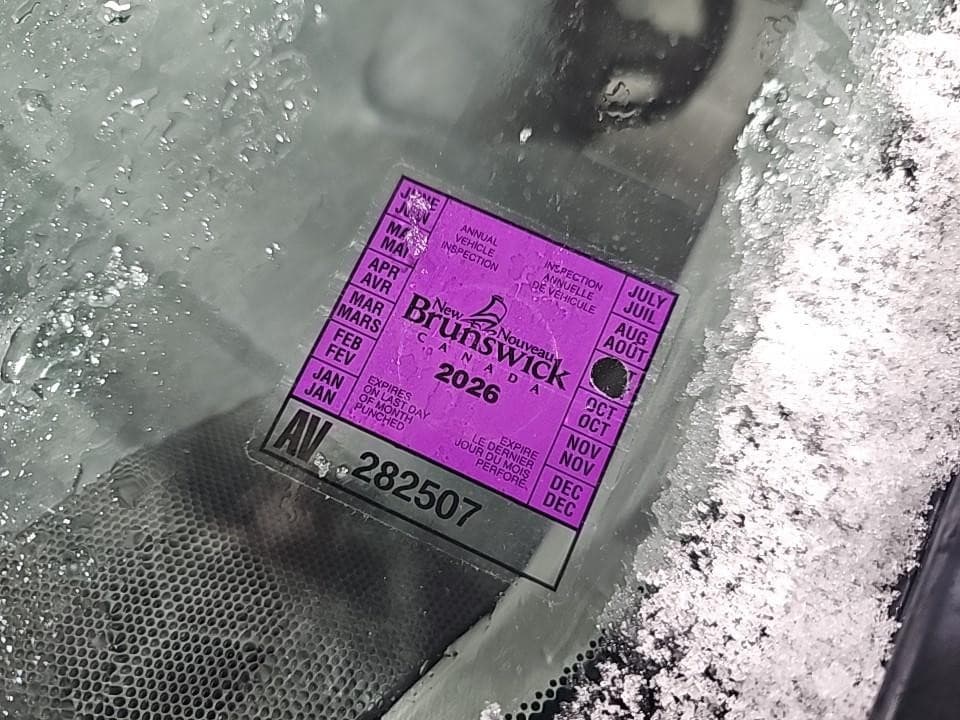 JUNE
JUIN
MAI
APR
AVR
MAR
MARS
FEB
FEV
JAN
JAN
ANNUAL
VEHICLE
INSPECTION
INSPECTION
ANNUELLE
DE VÉHICULE
New Nouveau
Brunswick
CANADA
2026
EXPIRES
ON LAST DAY
OF MONTH
PUNCHED
EXPIRE
LE DERNIER
JOUR DU MOIS
PERFORÉ
JULY
JUIL
AUG
AOUT
OCT
OCT
NOV
NOV
DEC
DEC
AV 282507